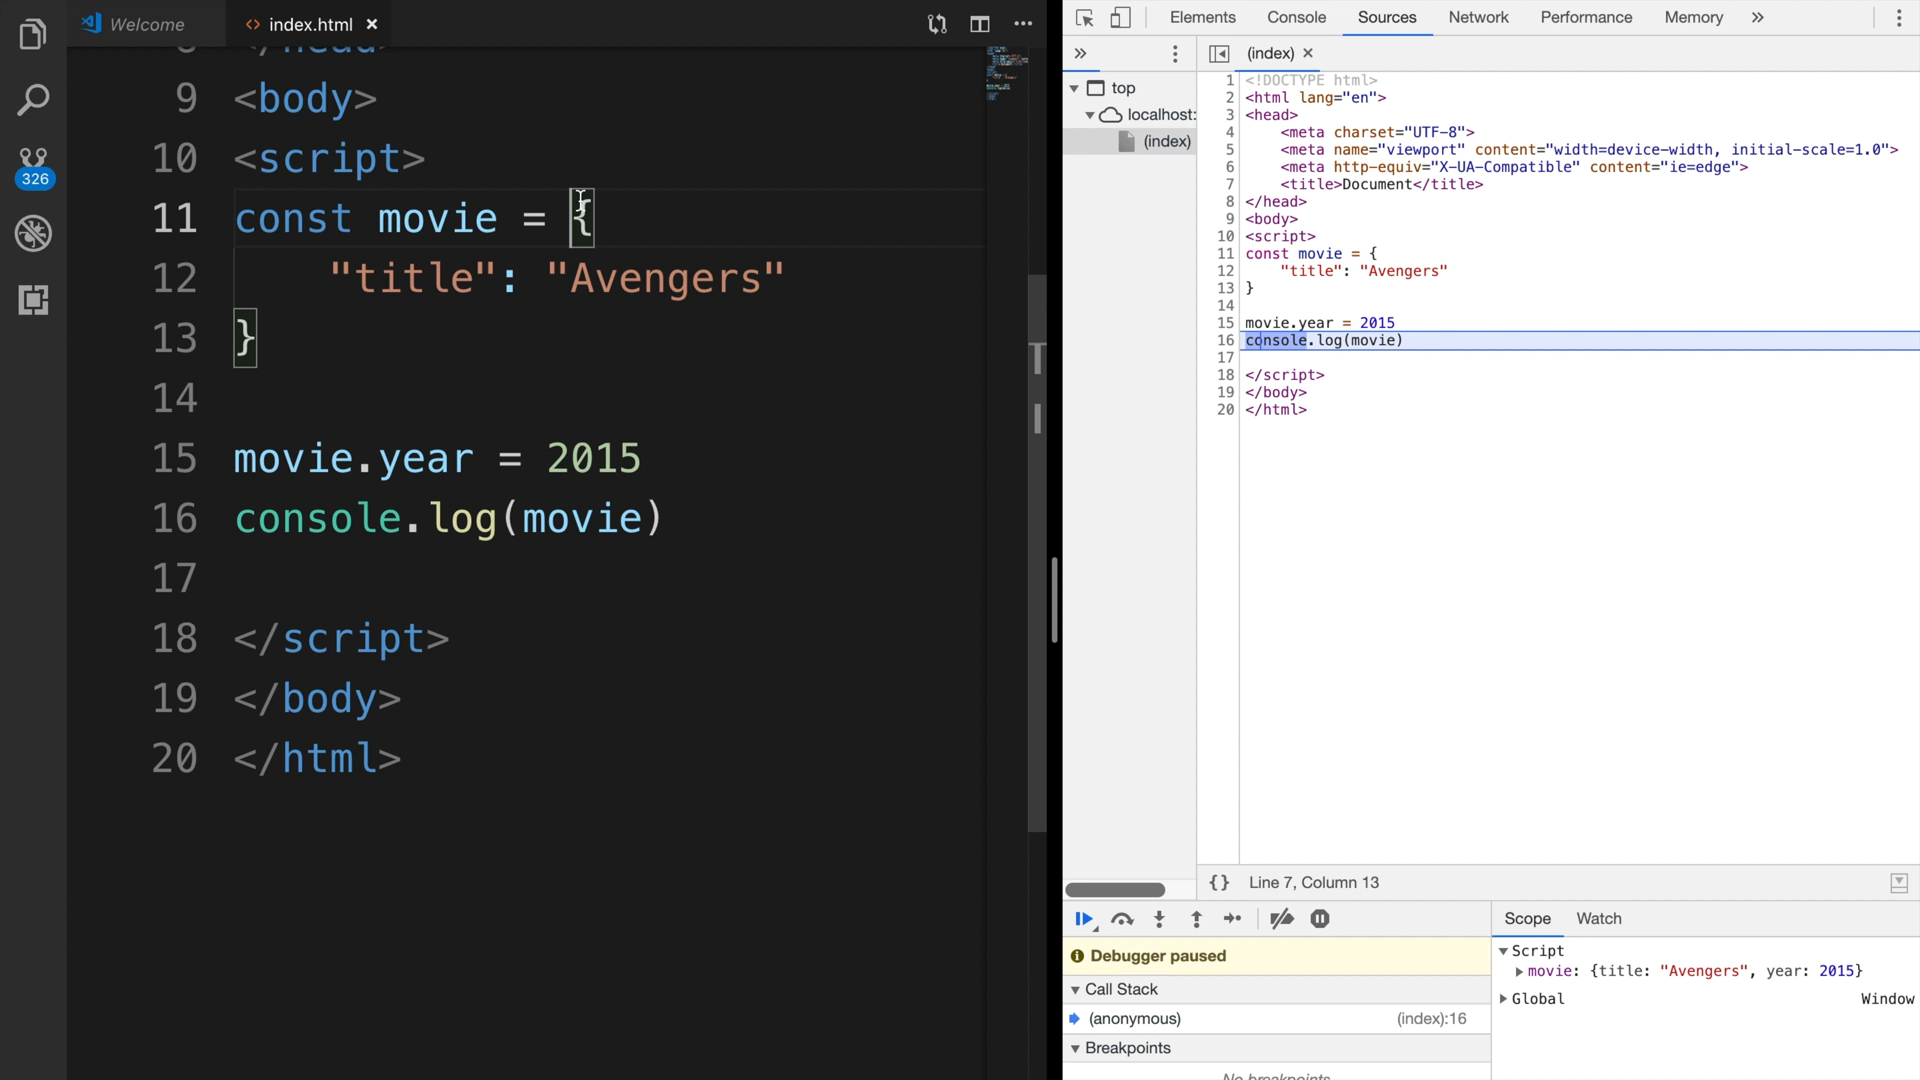 Welcome
index.html
8 </head>
9 <body>
10 <script>
11 const movie = {
12 "title": "Avengers"
13 }
14
15 movie.year = 2015
16 console.log(movie)
17
18 </script>
19 </body>
20 </html>
326
Elements Console Sources Network Performance Memory
(index)
top
localhost:
(index)
1 <!DOCTYPE html>
2 <html lang="en">
3 <head>
4 <meta charset="UTF-8">
5 <meta name="viewport" content="width=device-width, initial-scale=1.0">
6 <meta http-equiv="X-UA-Compatible" content="ie=edge">
7 <title>Document</title>
8 </head>
9 <body>
10 <script>
11 const movie = {
12 "title": "Avengers"
13 }
14
15 movie.year = 2015
16 console.log(movie)
17
18 </script>
19 </body>
20 </html>
{} Line 7, Column 13
Debugger paused
Call Stack
(anonymous) (index):16
Breakpoints
No breakpoints
Scope Watch
Script
movie: {title: "Avengers", year: 2015}
Global Window